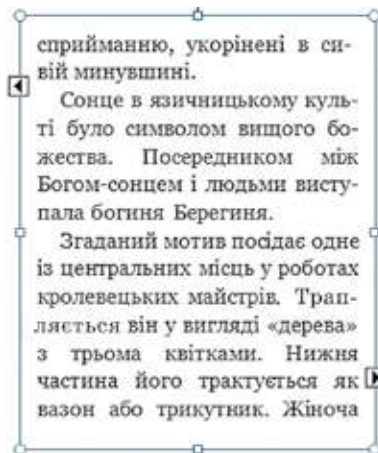 сприйманню, укорінені в си-
вій минувшині.
Сонце в язичницькому куль-
ті було символом вищого бо-
жества. Посередником між
Богом-сонцем і людьми висту-
пала богиня Берегиня.
Згаданий мотив посідає одне
із центральних місць у роботах
кролевецьких майстрів. Трап-
ляється він у вигляді «дерева»
з трьома квітками. Нижня
частина його трактується як
вазон або трикутник. Жіноча